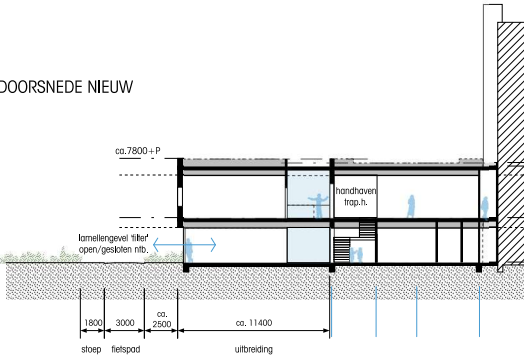 DOORSNEDE NIEUW
ca.7800+P
handhaven
trap.h.
lamellengevel 'filter'
open/gesloten ntb.
1800
3000
ca.
2500
ca. 11400
stoep
fietspad
uitbreiding